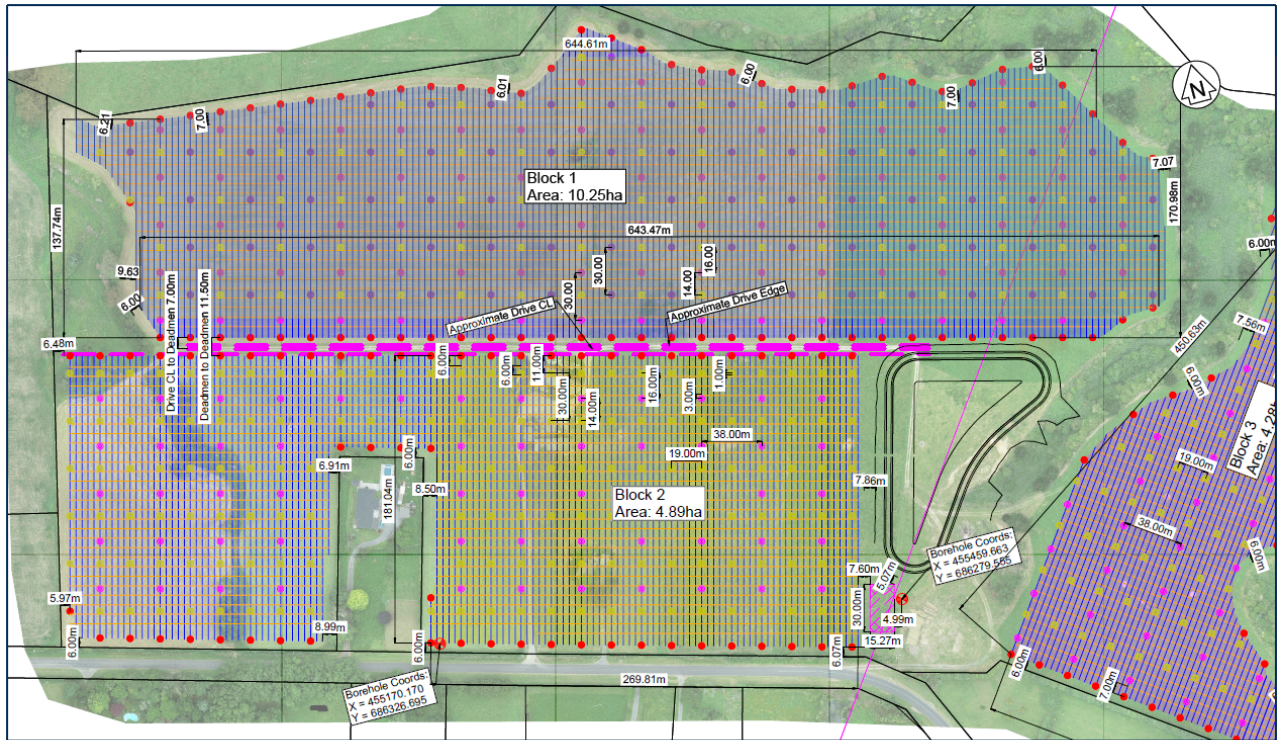 644.61m
6.00
N
6.01
6.00
7.00
6.21
7.00
7.07
Block 1
Area: 10.25ha
170.98m
137.74m
643.47m
6.00m
9.63
30.00
16.00
30.00
14.00
6.00
Approximate Drive CL
Approximate Drive Edge
Drive CL to Deadmen 7.00m
Deadmen to Deadmen 11.50m
6.48m
7.56m
450.63m
6.00m
6.00m
11.00m
16.00m
1.00m
6.00m
30.00m
14.00m
3.00m
38.00m
19.00m
6.00m
6.91m
181.04m
8.50m
7.86m
Block 2
Area: 4.89ha
Block 3
19.00m
38.00m
6.00m
Borehole Coords:
X = 455459.663
Y = 686279.585
7.60m
5.07m
30.00m
4.99m
15.27m
5.97m
6.00m
8.99m
6.00m
6.07m
6.00m
7.00m
269.81m
Borehole Coords:
X = 455170.170
Y = 686326.695